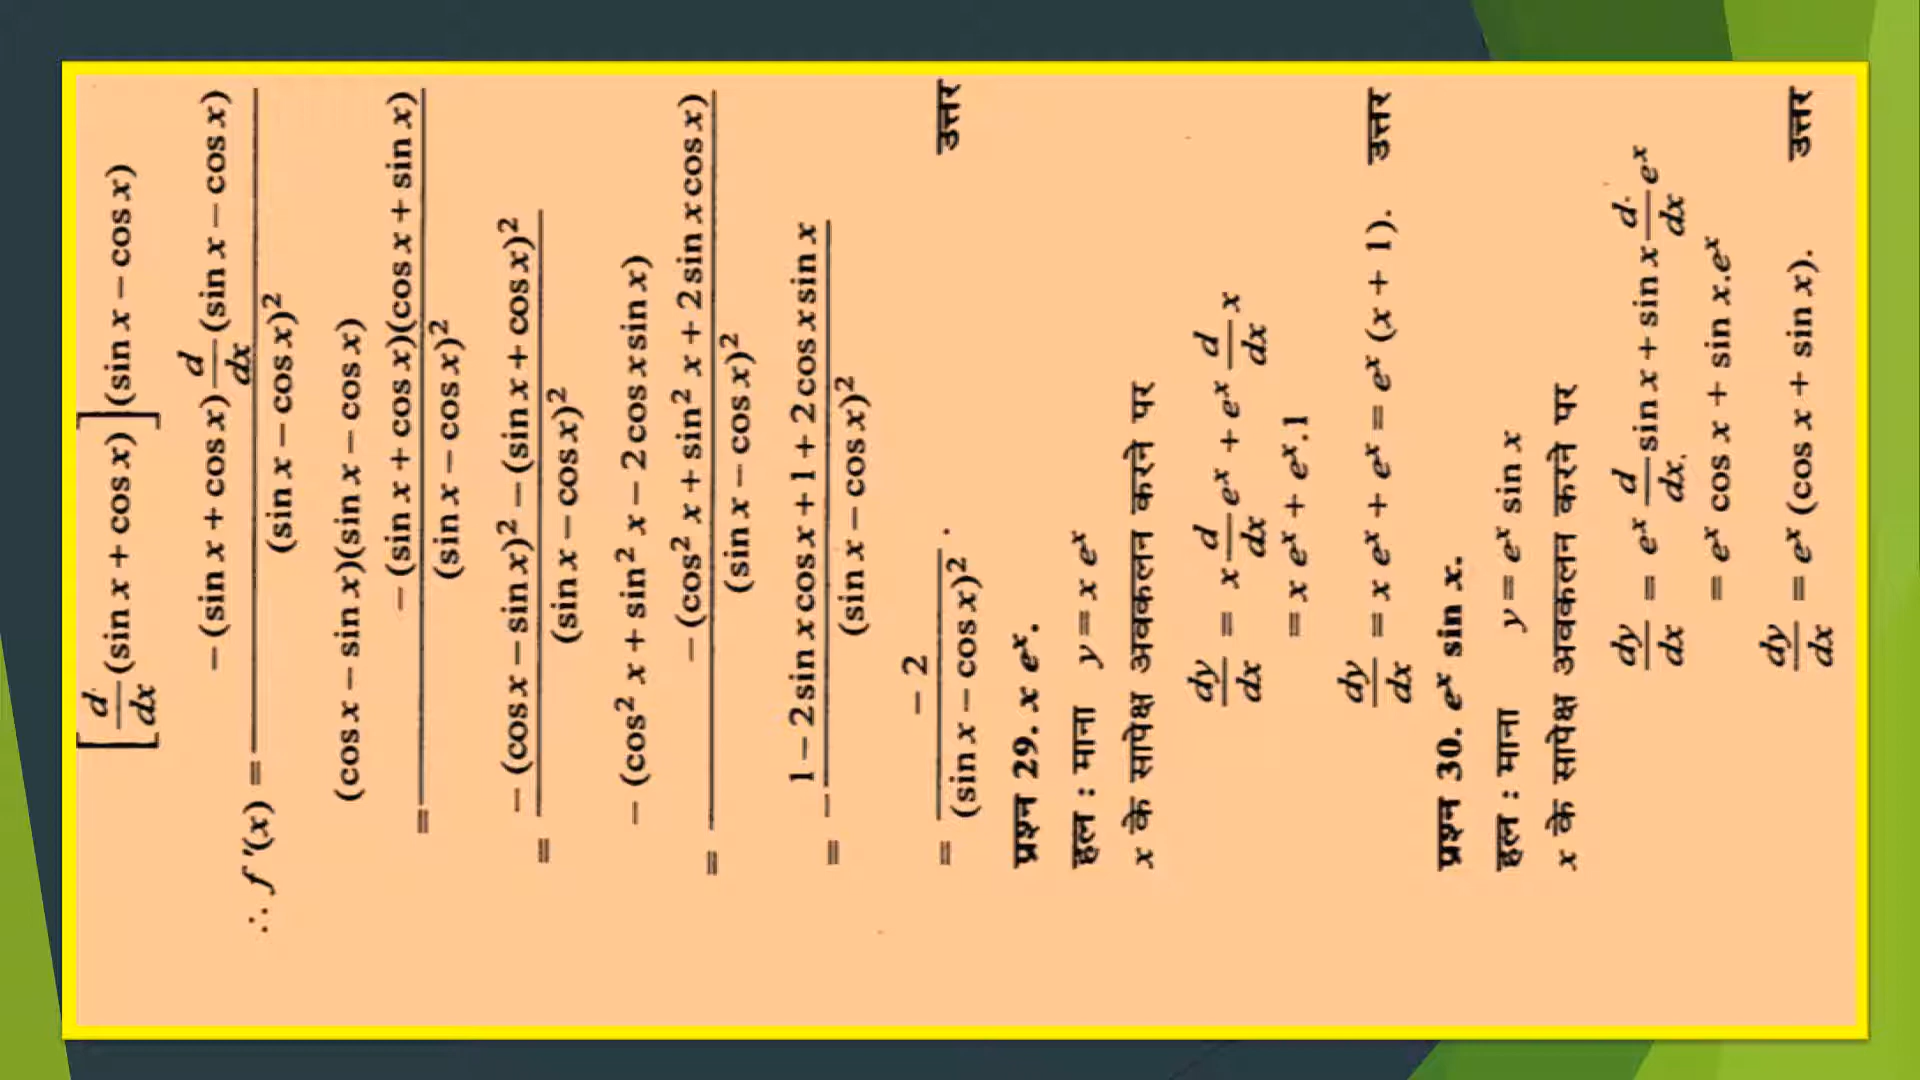 [d/dx (sin x + cos x)] (sin x − cos x)
∴ f '(x) = − (sin x + cos x) d/dx (sin x − cos x) / (sin x − cos x)²
(cos x − sin x)(sin x − cos x)
= − (sin x + cos x)(cos x + sin x) / (sin x − cos x)²
= − (cos x − sin x)² − (sin x + cos x)² / (sin x − cos x)²
− (cos² x + sin² x − 2 cos x sin x)
= − (cos² x + sin² x + 2 sin x cos x) / (sin x − cos x)²
= − 1 − 2 sin x cos x + 1 + 2 cos x sin x / (sin x − cos x)²
= − 2 / (sin x − cos x)² . उत्तर
प्रश्न 29. x eˣ.
हल : माना y = x eˣ
x के सापेक्ष अवकलन करने पर
dy/dx = x d/dx eˣ + eˣ d/dx x
= x eˣ + eˣ.1
dy/dx = x eˣ + eˣ = eˣ (x + 1). उत्तर
प्रश्न 30. eˣ sin x.
हल : माना y = eˣ sin x
x के सापेक्ष अवकलन करने पर
dy/dx = eˣ d/dx sin x + sin x d/dx eˣ
= eˣ cos x + sin x.eˣ
dy/dx = eˣ (cos x + sin x). उत्तर